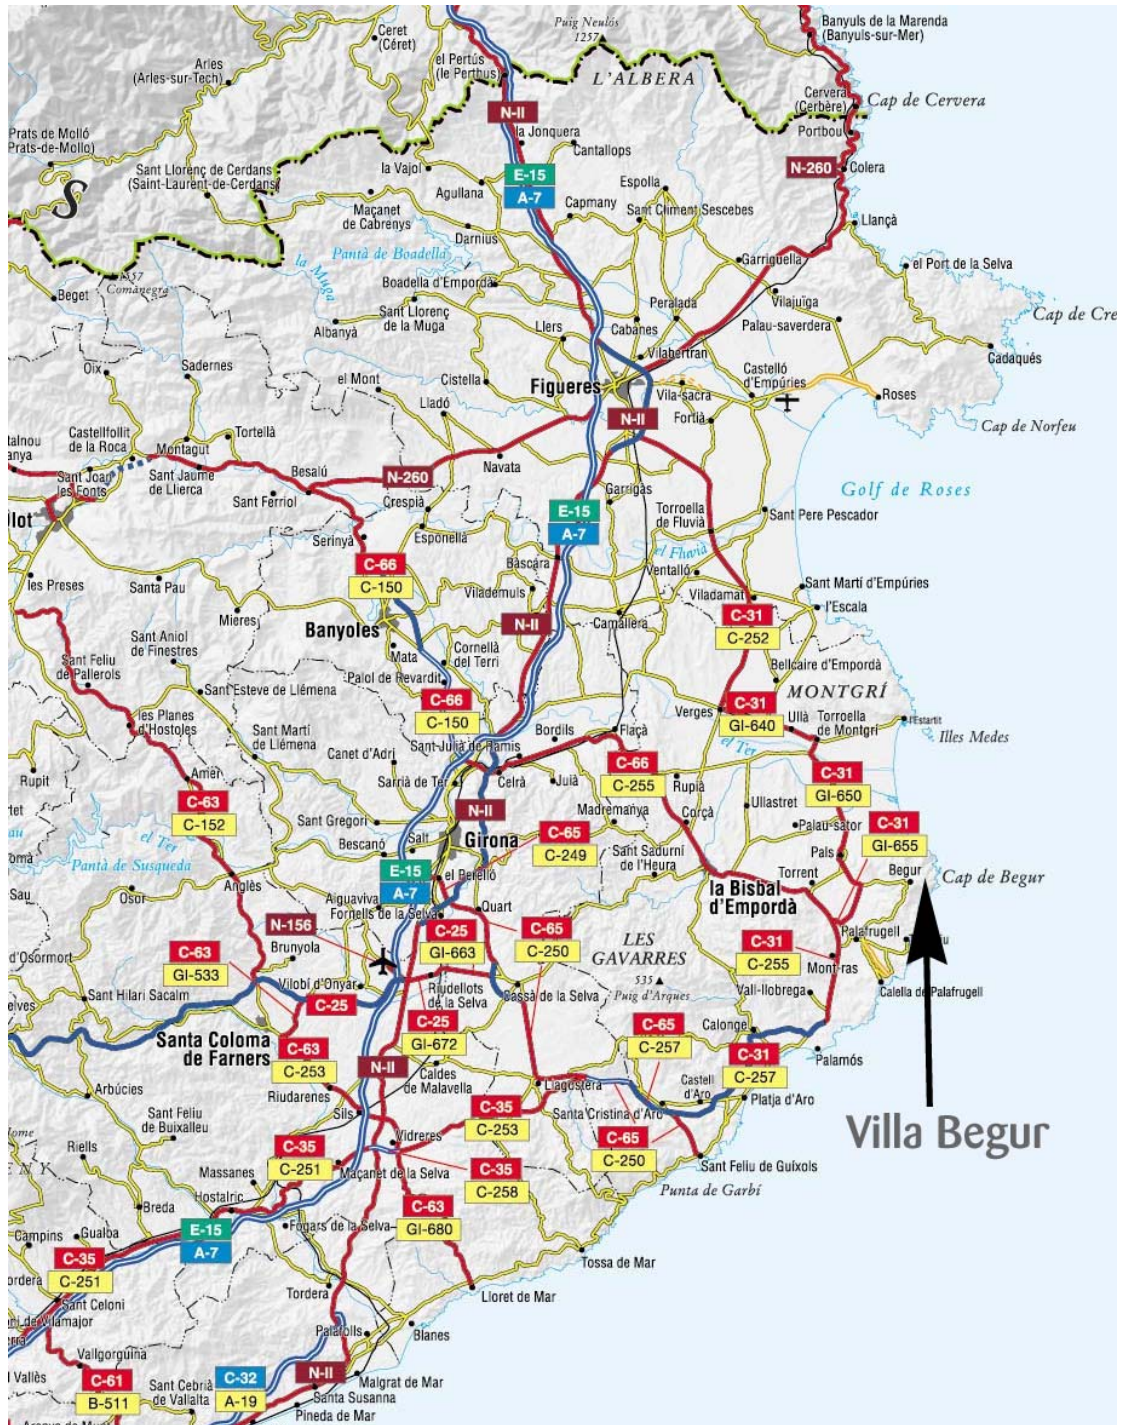 Puig Neulós
1257
Banyuls de la Marenda
(Banyuls-sur-Mer)
Ceret
(Céret)
el Pertús
(le Perthus)
Arles
(Arles-sur-Tech)
L'ALBERA
Cervera
(Cerbère)
Cap de Cervera
N-II
Portbou
Prats de Molló
Prats-de-Mollo)
la Jonquera
Cantallops
Sant Llorenç de Cerdans
(Saint-Laurent-de-Cerdans)
la Vajol
E-15
A-7
N-260
Colera
Agullana
Espolla
S
Maçanet
de Cabrenys
Capmany
Sant Climent Sescebes
Llançà
Darnius
Pantà de Boadella
la Muga
Garriguella
el Port de la Selva
1557
Comanegra
Beget
Boadella d'Empordà
Sant Llorenç
de la Muga
Peralada
Vilajuïga
Albanyà
Llers
Cabanes
Palau-saverdera
Cap de Cre
Oix
Sadernes
Vilabertran
Cadaqués
el Mont
Cistella
Figueres
Castelló
d'Empúries
Vila-sacra
Roses
Lladó
N-II
Fortià
Cap de Norfeu
Castellfollit
de la Roca
Tortellà
Montagut
talnou
anya
Sant Joan
les Fonts
Sant Jaume
de Llierca
Besalú
N-260
Navata
Sant Ferriol
Crespià
Garrigàs
Golf de Roses
lot
E-15
A-7
Torroella
de Fluvià
Sant Pere Pescador
Serinyà
Esponellà
el Fluvià
C-66
C-150
Bàscara
Ventalló
les Preses
Santa Pau
Vilademuls
Viladamat
Sant Martí d'Empúries
l'Escala
Mieres
Banyoles
N-II
Camallera
C-31
C-252
Sant Aniol
de Finestres
Mata
Cornellà
del Terri
Sant Feliu
de Pallerols
Palol de Revardit
Bellcaire d'Empordà
Sant Esteve de Llémena
C-66
C-150
C-31
GI-640
MONTGRÍ
les Planes
d'Hostoles
Verges
Ullà
Torroella
de Montgrí
l'Estartit
Illes Medes
Sant Martí
de Llémena
Bordils
Flaçà
Canet d'Adri
Sant Julià de Ramis
el Ter
Rupit
Amer
Sarrià de Ter
Celrà
Juià
C-66
C-255
Rupià
C-31
GI-650
C-63
C-152
N-II
Madremanya
Corçà
Ullastret
Sant Gregori
Salt
Girona
C-65
C-249
Palau-sator
C-31
GI-655
el Ter
Pantà de Susqueda
Bescanó
Sant Sadurní
de l'Heura
Pals
Anglès
E-15
A-7
el Perelló
la Bisbal
d'Empordà
Torrent
Begur
Cap de Begur
Sau
Osor
Aiguaviva
Fornells de la Selva
Quart
N-156
Brunyola
C-25
GI-663
C-65
C-250
LES
GAVARRES
C-31
C-255
Palafrugell
d'Osormort
C-63
GI-533
535
Puig d'Arques
Mont-ras
Vilobí d'Onyar
Riudellots
de la Selva
Cassà de la Selva
Vall-llobrega
Calella de Palafrugell
Sant Hilari Sacalm
C-25
Santa Coloma
de Farners
C-25
GI-672
C-65
C-257
Calonge
Palamós
C-63
C-253
N-II
Caldes
de Malavella
C-31
C-257
Arbúcies
Riudarenes
Llagostera
Castell
d'Aro
Platja d'Aro
Villa Begur
Sant Feliu
de Buixalleu
Sils
C-35
C-253
Santa Cristina d'Aro
Riells
C-35
C-251
Vidreres
C-65
C-250
Massanes
Maçanet de la Selva
C-35
C-258
Sant Feliu de Guíxols
Punta de Garbí
Hostalric
Breda
C-63
GI-680
Campins
Gualba
E-15
A-7
Fogars de la Selva
C-35
C-251
Tossa de Mar
Sant Celoni
Tordera
Lloret de Mar
Palafolls
Blanes
Vallgorguina
Vallès
C-61
B-511
Sant Cebrià
de Vallalta
C-32
A-19
N-II
Malgrat de Mar
Santa Susanna
Pineda de Mar